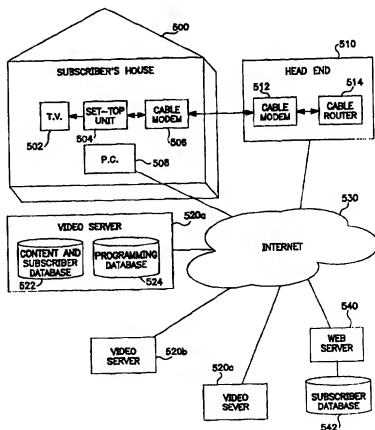 500
SUBSCRIBER'S HOUSE
T.V.
SET-TOP
UNIT
CABLE
MODEM
502
504
506
P.C.
508
510
HEAD END
512
514
CABLE
MODEM
CABLE
ROUTER
520a
VIDEO SERVER
CONTENT AND
SUBSCRIBER
DATABASE
PROGRAMMING
DATABASE
522
524
530
INTERNET
540
WEB
SERVER
VIDEO
SERVER
520b
VIDEO
SEVER
520c
SUBSCRIBER
DATABASE
542